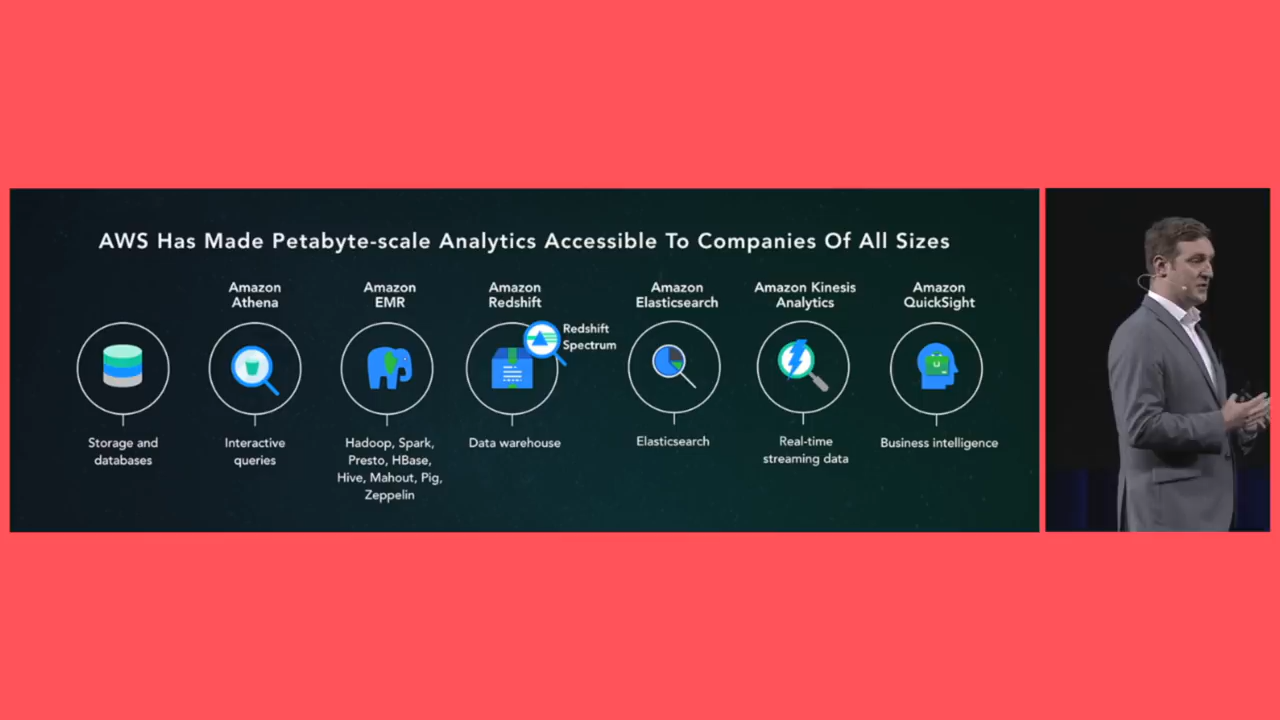 AWS Has Made Petabyte-scale Analytics Accessible To Companies Of All Sizes
Storage and
databases
Amazon
Athena
Interactive
queries
Amazon
EMR
Hadoop, Spark,
Presto, HBase,
Hive, Mahout, Pig,
Zeppelin
Amazon
Redshift
Redshift
Spectrum
Data warehouse
Amazon
Elasticsearch
Elasticsearch
Amazon Kinesis
Analytics
Real-time
streaming data
Amazon
QuickSight
Business intelligence